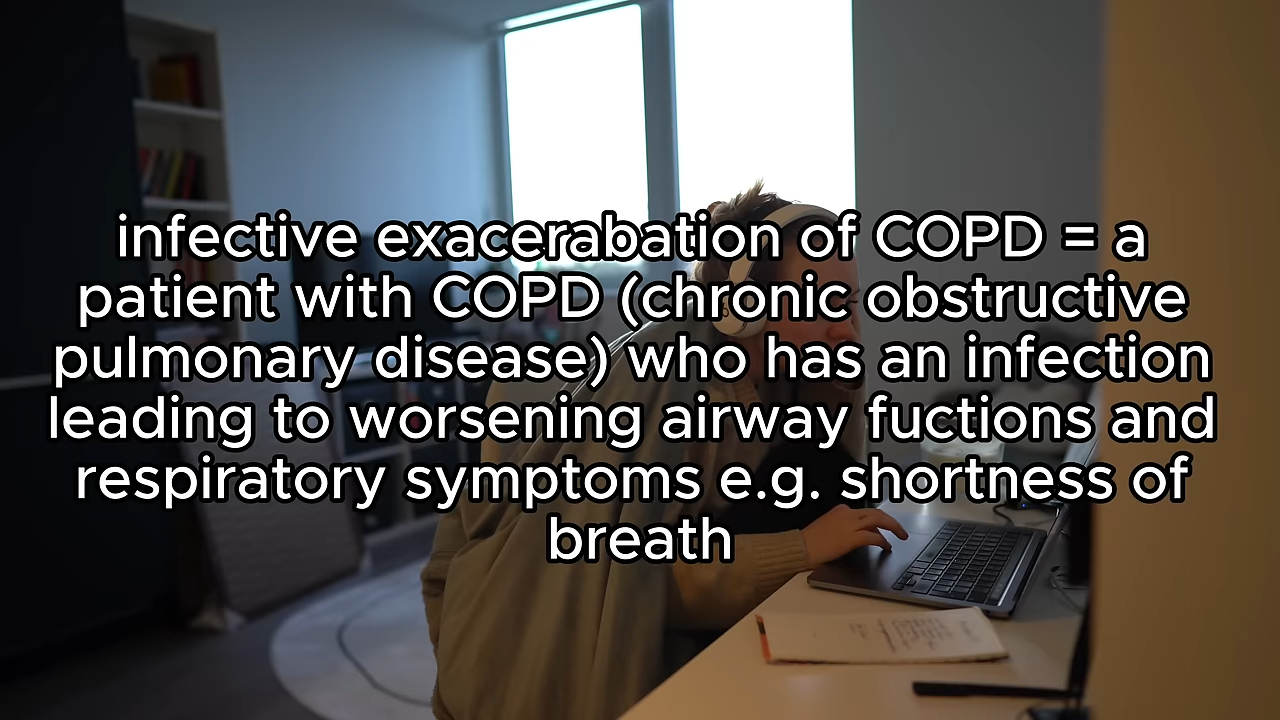 infective exacerabation of COPD = a
patient with COPD (chronic obstructive
pulmonary disease) who has an infection
leading to worsening airway fuctions and
respiratory symptoms e.g. shortness of
breath